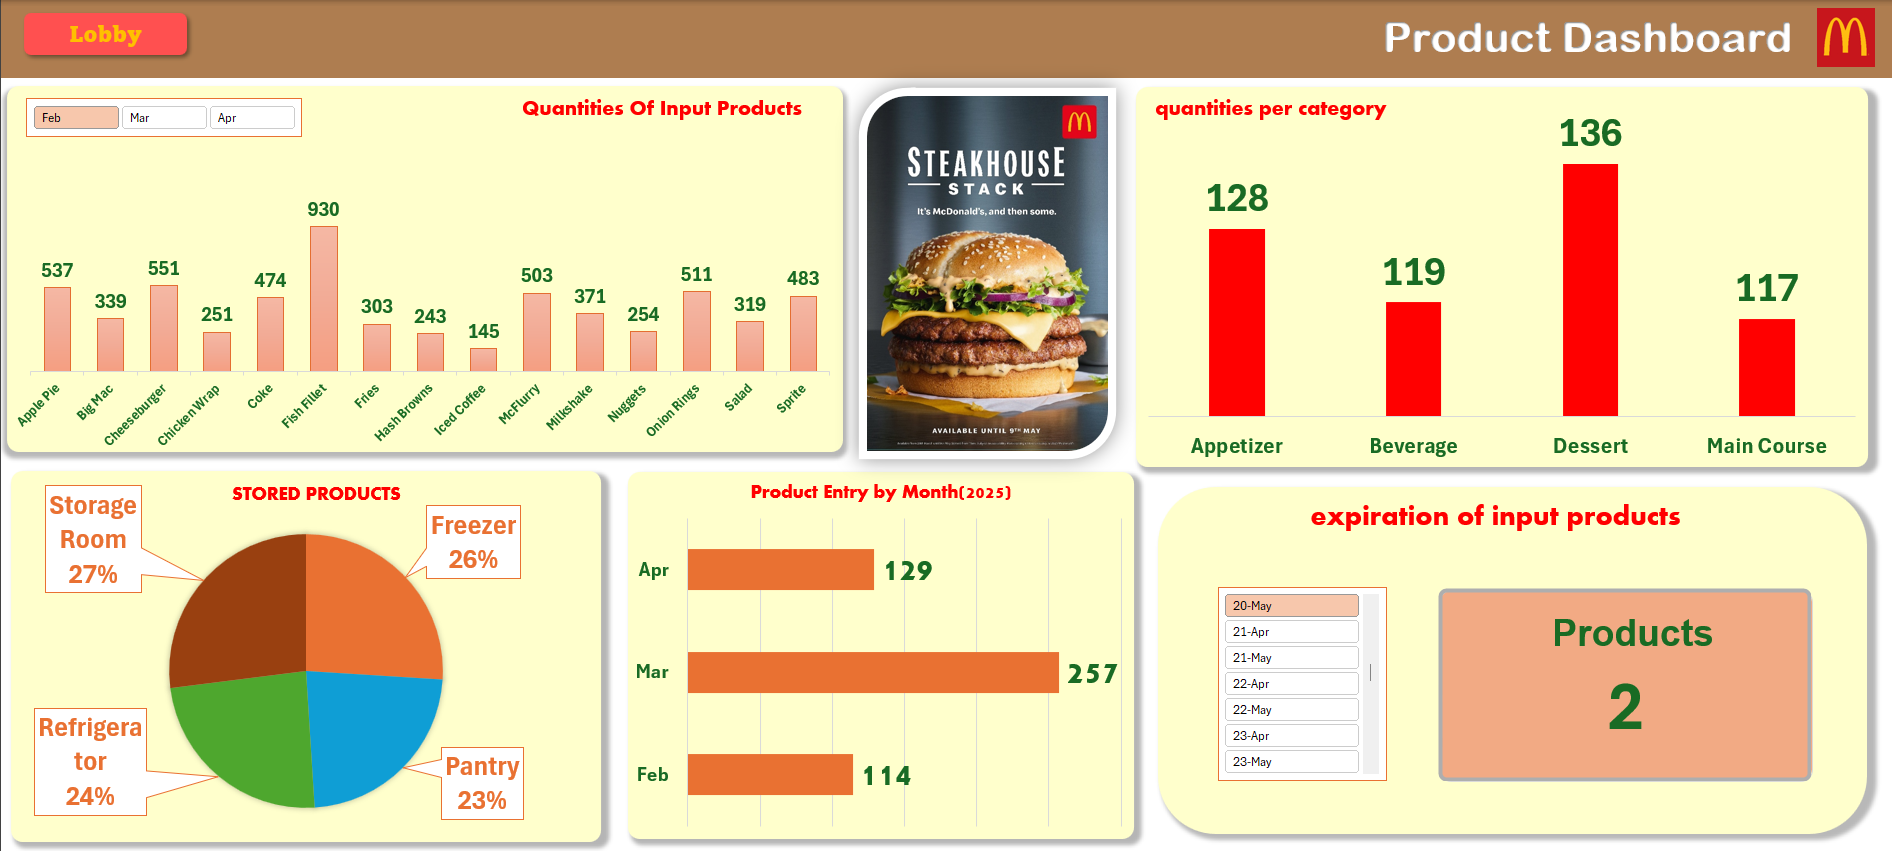 Lobby
Product Dashboard
Feb
Mar
Apr
Quantities Of Input Products
537
339
551
251
474
930
303
243
145
503
371
254
511
319
483
Apple Pie
Big Mac
Cheeseburger
Chicken Wrap
Coke
Fish Fillet
Fries
Hash Browns
Iced Coffee
McFlurry
Milkshake
Nuggets
Onion Rings
Salad
Sprite
STEAKHOUSE
STACK
It's McDonald's, and then some.
AVAILABLE UNTIL 9TH MAY
quantities per category
128
119
136
117
Appetizer
Beverage
Dessert
Main Course
STORED PRODUCTS
Storage
Room
27%
Freezer
26%
Refrigera
tor
24%
Pantry
23%
Product Entry by Month(2025)
Apr
129
Mar
257
Feb
114
expiration of input products
20-May
21-Apr
21-May
22-Apr
22-May
23-Apr
23-May
Products
2